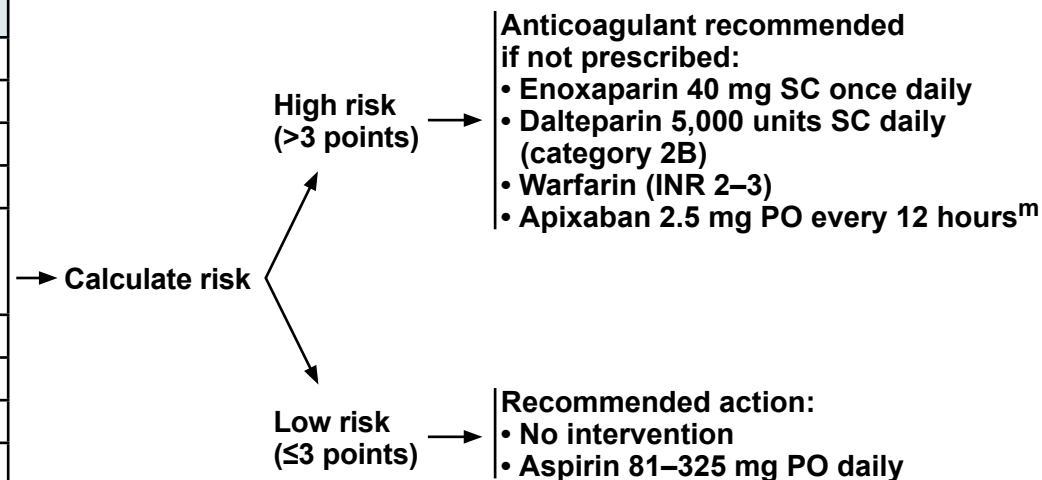 Anticoagulant recommended
if not prescribed:
• Enoxaparin 40 mg SC once daily
• Dalteparin 5,000 units SC daily
(category 2B)
• Warfarin (INR 2–3)
• Apixaban 2.5 mg PO every 12 hoursᵐ
High risk
(>3 points)
Calculate risk
Low risk
(≤3 points)
Recommended action:
• No intervention
• Aspirin 81–325 mg PO daily